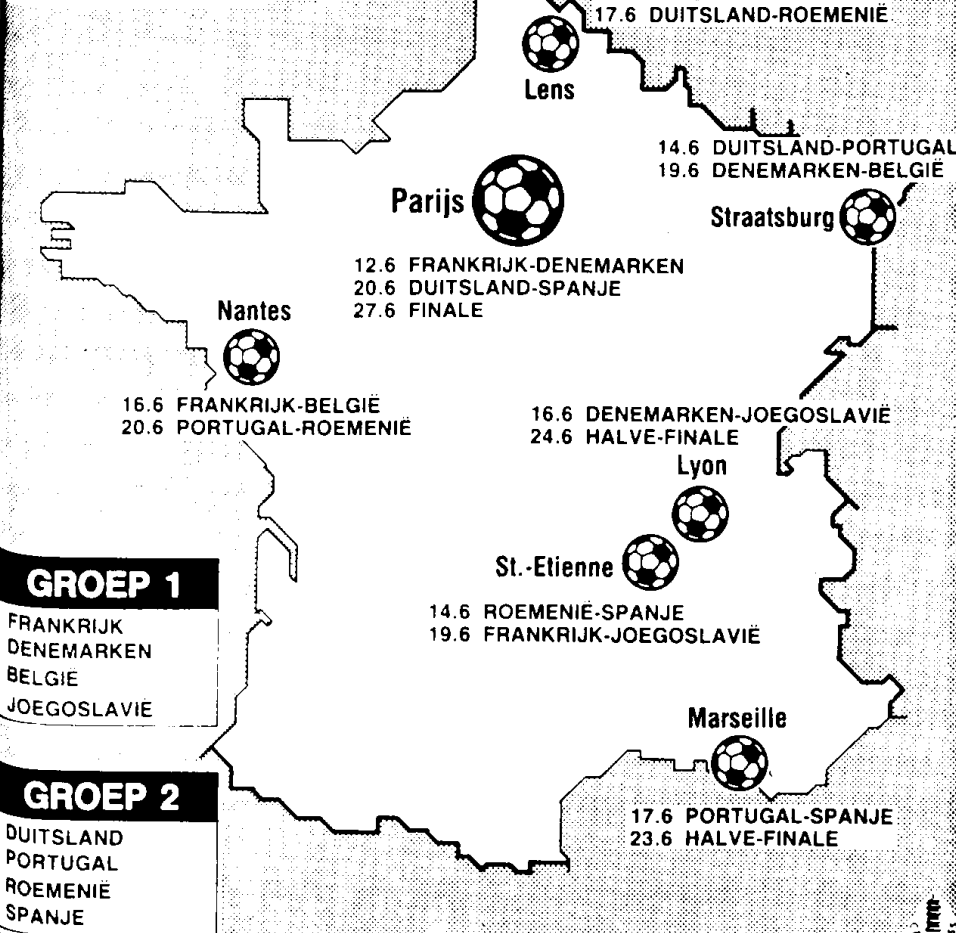 17.6 DUITSLAND-ROEMENIË
Lens
14.6 DUITSLAND-PORTUGAL
19.6 DENEMARKEN-BELGIË
Straatsburg
Parijs
12.6 FRANKRIJK-DENEMARKEN
20.6 DUITSLAND-SPANJE
27.6 FINALE
Nantes
16.6 FRANKRIJK-BELGIË
20.6 PORTUGAL-ROEMENIË
16.6 DENEMARKEN-JOEGOSLAVIË
24.6 HALVE-FINALE
Lyon
St.-Etienne
14.6 ROEMENIË-SPANJE
19.6 FRANKRIJK-JOEGOSLAVIË
Marseille
17.6 PORTUGAL-SPANJE
23.6 HALVE-FINALE
GROEP 1
FRANKRIJK
DENEMARKEN
BELGIË
JOEGOSLAVIË
GROEP 2
DUITSLAND
PORTUGAL
ROEMENIË
SPANJE